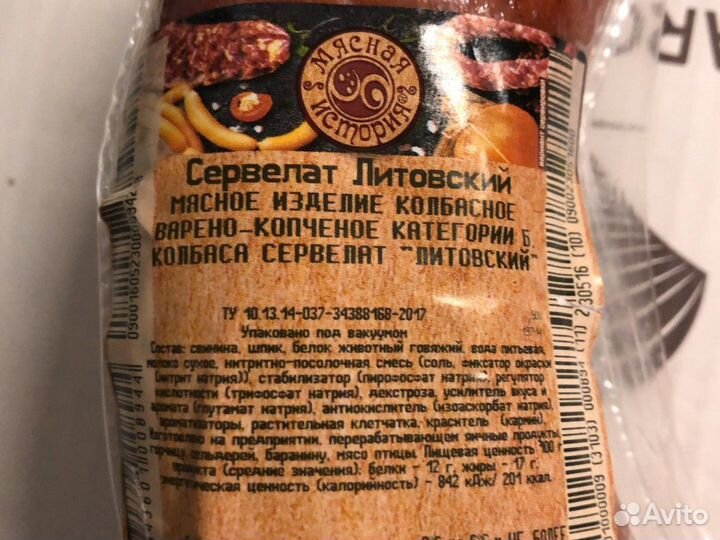 МЯСНАЯ
ИСТОРИЯ
Сервелат Литовский
МЯСНОЕ ИЗДЕЛИЕ КОЛБАСНОЕ
ВАРЕНО-КОПЧЕНОЕ КАТЕГОРИИ Б.
КОЛБАСА СЕРВЕЛАТ "ЛИТОВСКИЙ"
ТУ 10.13.14-037-34388168-2017
Упаковано под вакуумом
Состав: свинина, шпик, белок животный говяжий, вода питьевая,
молоко сухое, нитритно-посолочная смесь (соль, фиксатор окраски
(нитрит натрия)), стабилизатор (пирофосфат натрия), регулятор
кислотности (трифосфат натрия), декстроза, усилитель вкуса и
аромата (глутамат натрия), антиокислитель (изоаскорбат натрия),
ароматизаторы, растительная клетчатка, краситель (кармин).
Изготовлено на предприятии, перерабатывающем яичные продукты,
горчицу, сельдерей, баранину, мясо птицы. Пищевая ценность 100 г
продукта (средние значения): белки - 12 г, жиры - 17 г,
энергетическая ценность (калорийность) - 842 кДж/ 201 ккал.
НЕ БОЛЕЕ
Avito